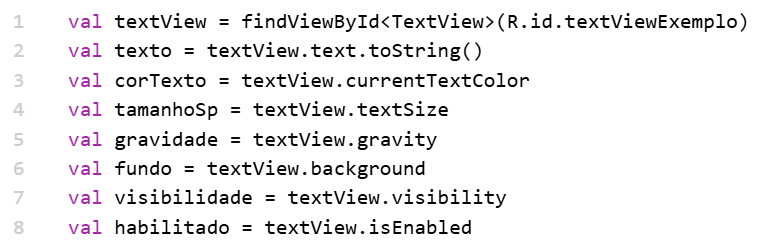 1 val textView = findViewById<TextView>(R.id.textViewExemplo)
2 val texto = textView.text.toString()
3 val corTexto = textView.currentTextColor
4 val tamanhoSp = textView.textSize
5 val gravidade = textView.gravity
6 val fundo = textView.background
7 val visibilidade = textView.visibility
8 val habilitado = textView.isEnabled